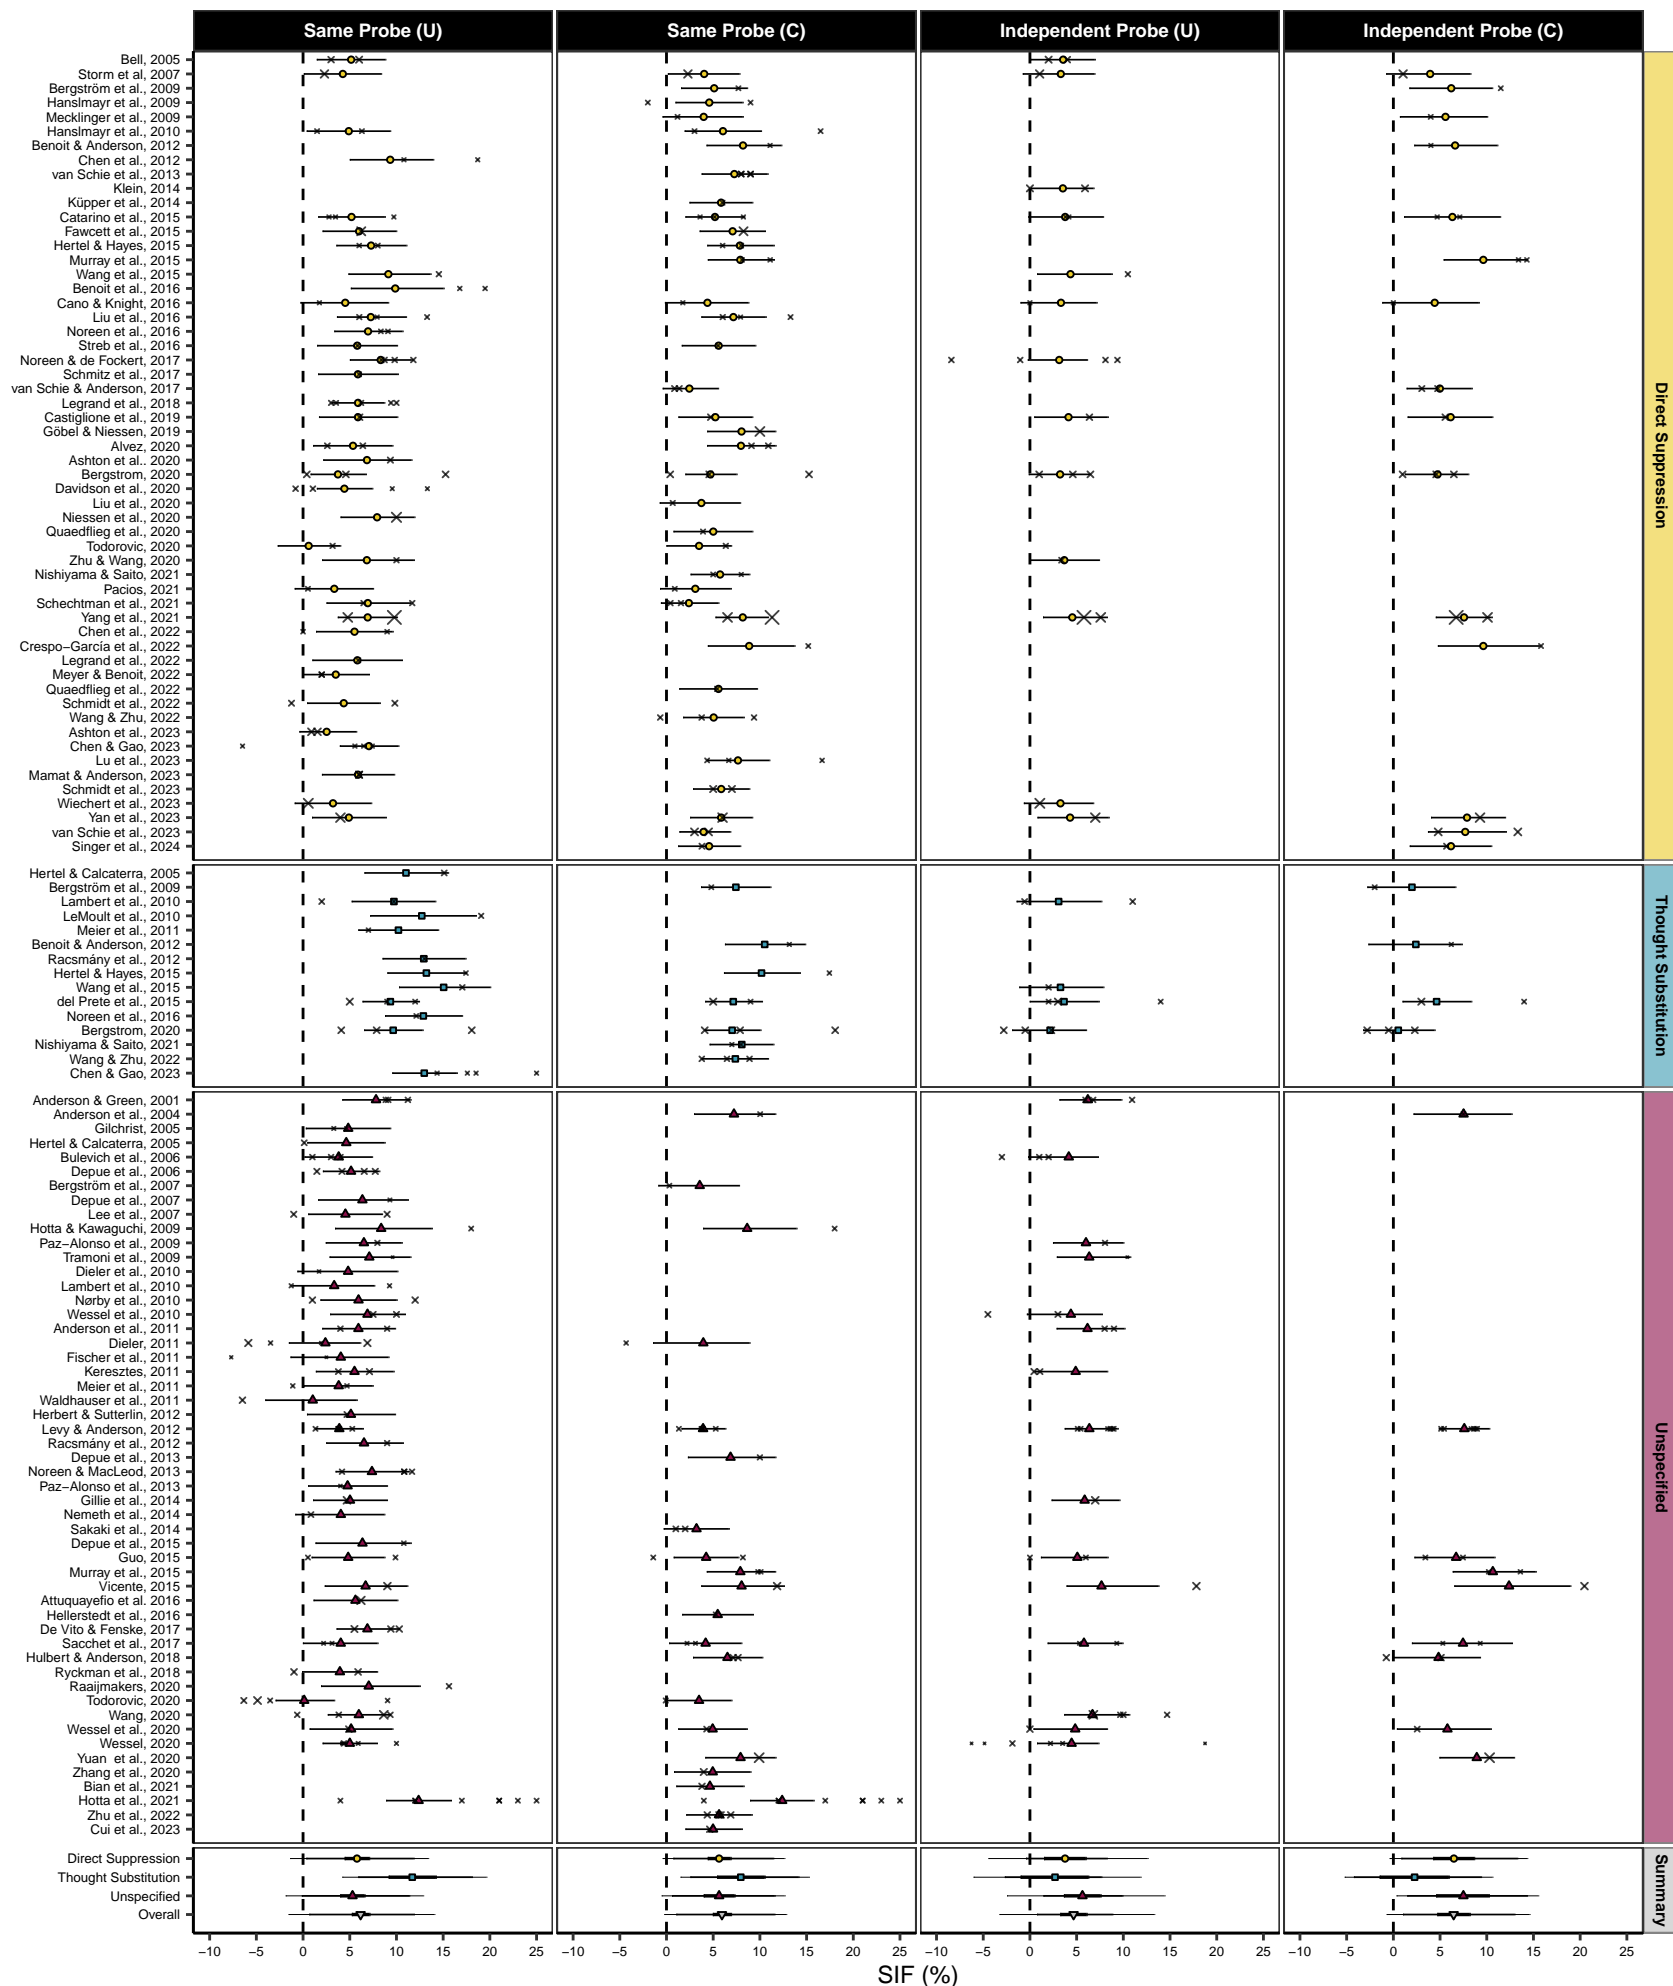 Same Probe (U) Same Probe (C) Independent Probe (U) Independent Probe (C)
Bell, 2005
Storm et al, 2007
Bergström et al., 2009
Hanslmayr et al., 2009
Mecklinger et al., 2009
Hanslmayr et al., 2010
Benoit & Anderson, 2012
Chen et al., 2012
van Schie et al., 2013
Klein, 2014
Küpper et al., 2014
Catarino et al., 2015
Fawcett et al., 2015
Hertel & Hayes, 2015
Murray et al., 2015
Wang et al., 2015
Benoit et al., 2016
Cano & Knight, 2016
Liu et al., 2016
Noreen et al., 2016
Streb et al., 2016
Noreen & de Fockert, 2017
Schmitz et al., 2017
van Schie & Anderson, 2017
Legrand et al., 2018
Castiglione et al., 2019
Göbel & Niessen, 2019
Alvez, 2020
Ashton et al.. 2020
Bergstrom, 2020
Davidson et al., 2020
Liu et al., 2020
Niessen et al., 2020
Quaedflieg et al., 2020
Todorovic, 2020
Zhu & Wang, 2020
Nishiyama & Saito, 2021
Pacios, 2021
Schechtman et al., 2021
Yang et al., 2021
Chen et al., 2022
Crespo−García et al., 2022
Legrand et al., 2022
Meyer & Benoit, 2022
Quaedflieg et al., 2022
Schmidt et al., 2022
Wang & Zhu, 2022
Ashton et al., 2023
Chen & Gao, 2023
Lu et al., 2023
Mamat & Anderson, 2023
Schmidt et al., 2023
Wiechert et al., 2023
Yan et al., 2023
van Schie et al., 2023
Singer et al., 2024
Direct Suppression
Hertel & Calcaterra, 2005
Bergström et al., 2009
Lambert et al., 2010
LeMoult et al., 2010
Meier et al., 2011
Benoit & Anderson, 2012
Racsmány et al., 2012
Hertel & Hayes, 2015
Wang et al., 2015
del Prete et al., 2015
Noreen et al., 2016
Bergstrom, 2020
Nishiyama & Saito, 2021
Wang & Zhu, 2022
Chen & Gao, 2023
Thought Substitution
Anderson & Green, 2001
Anderson et al., 2004
Gilchrist, 2005
Hertel & Calcaterra, 2005
Bulevich et al., 2006
Depue et al., 2006
Bergström et al., 2007
Depue et al., 2007
Lee et al., 2007
Hotta & Kawaguchi, 2009
Paz−Alonso et al., 2009
Tramoni et al., 2009
Dieler et al., 2010
Lambert et al., 2010
Nørby et al., 2010
Wessel et al., 2010
Anderson et al., 2011
Dieler, 2011
Fischer et al., 2011
Keresztes, 2011
Meier et al., 2011
Waldhauser et al., 2011
Herbert & Sutterlin, 2012
Levy & Anderson, 2012
Racsmány et al., 2012
Depue et al., 2013
Noreen & MacLeod, 2013
Paz−Alonso et al., 2013
Gillie et al., 2014
Nemeth et al., 2014
Sakaki et al., 2014
Depue et al., 2015
Guo, 2015
Murray et al., 2015
Vicente, 2015
Attuquayefio et al. 2016
Hellerstedt et al., 2016
De Vito & Fenske, 2017
Sacchet et al., 2017
Hulbert & Anderson, 2018
Ryckman et al., 2018
Raaijmakers, 2020
Todorovic, 2020
Wang, 2020
Wessel et al., 2020
Wessel, 2020
Yuan et al., 2020
Zhang et al., 2020
Bian et al., 2021
Hotta et al., 2021
Zhu et al., 2022
Cui et al., 2023
Unspecified
Direct Suppression
Thought Substitution
Unspecified
Overall
Summary
−10 −5 0 5 10 15 20 25 −10 −5 0 5 10 15 20 25 −10 −5 0 5 10 15 20 25 −10 −5 0 5 10 15 20 25
SIF (%)